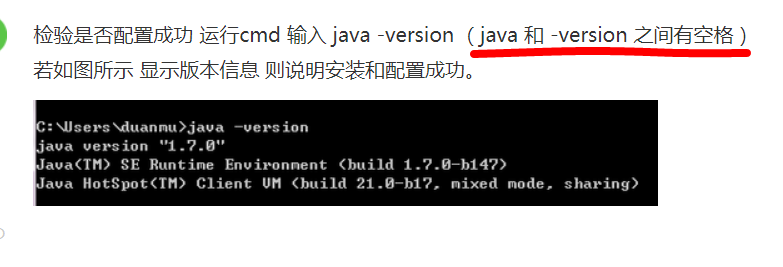 检验是否配置成功 运行cmd 输入 java -version （java 和 -version 之间有空格）
若如图所示 显示版本信息 则说明安装和配置成功。
C:\Users\duanmu>java -version
java version "1.7.0"
Java(TM) SE Runtime Environment (build 1.7.0-b147)
Java HotSpot(TM) Client VM (build 21.0-b17, mixed mode, sharing)